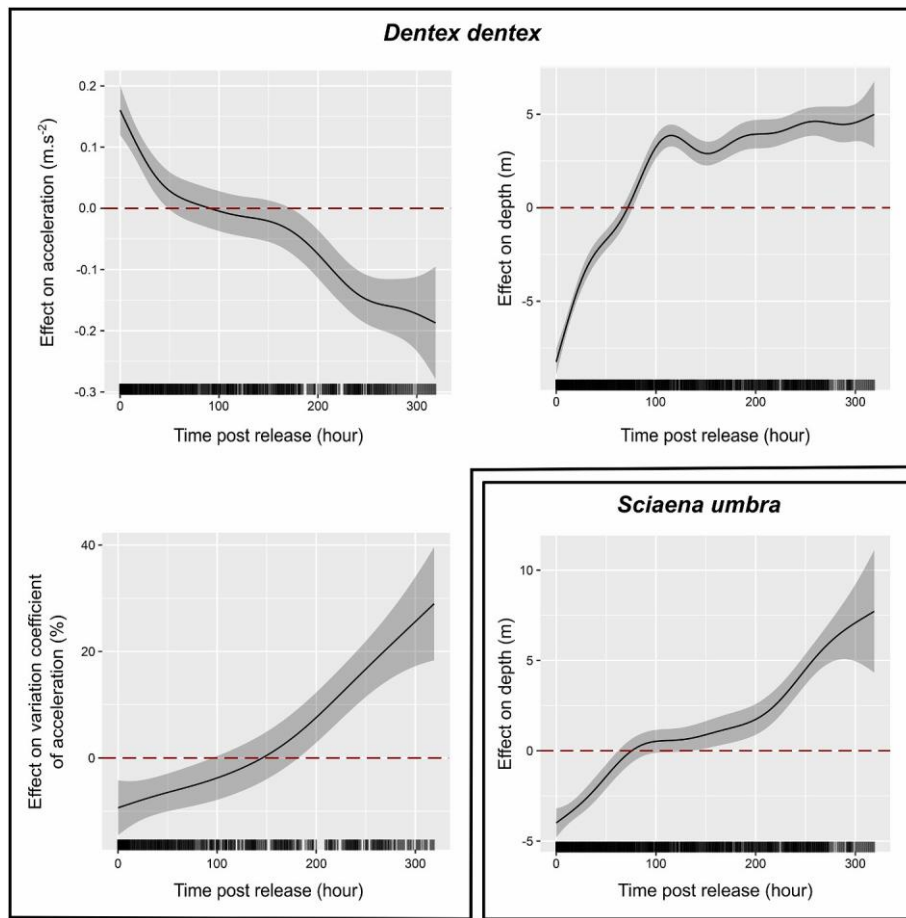 Dentex dentex
Effect on acceleration (m.s⁻²)
0.2
0.1
0.0
-0.1
-0.2
-0.3
0
100
200
300
Time post release (hour)
Effect on depth (m)
5
0
-5
0
100
200
300
Time post release (hour)
Effect on variation coefficient
of acceleration (%)
40
20
0
0
100
200
300
Time post release (hour)
Sciaena umbra
Effect on depth (m)
10
5
0
-5
0
100
200
300
Time post release (hour)